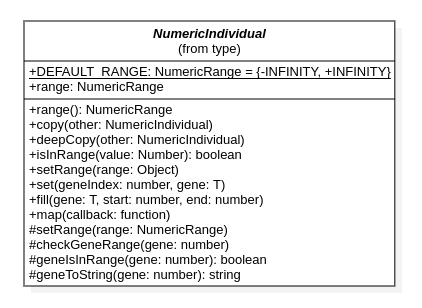 NumericIndividual
(from type)
+DEFAULT_RANGE: NumericRange = {-INFINITY, +INFINITY}
+range: NumericRange
+range(): NumericRange
+copy(other: NumericIndividual)
+deepCopy(other: NumericIndividual)
+isInRange(value: Number): boolean
+setRange(range: Object)
+set(geneIndex: number, gene: T)
+fill(gene: T, start: number, end: number)
+map(callback: function)
#setRange(range: NumericRange)
#checkGeneRange(gene: number)
#geneIsInRange(gene: number): boolean
#geneToString(gene: number): string